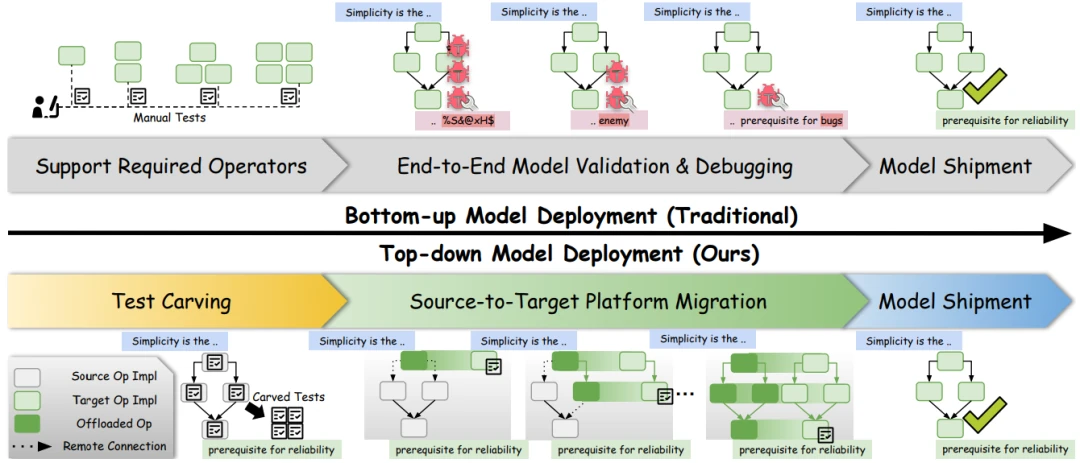 Simplicity is the ..
Simplicity is the ..
Simplicity is the ..
Simplicity is the ..
Manual Tests
.. %S&@xH$
.. enemy
.. prerequisite for bugs
prerequisite for reliability
Support Required Operators
End-to-End Model Validation & Debugging
Model Shipment
Bottom-up Model Deployment (Traditional)
Top-down Model Deployment (Ours)
Test Carving
Source-to-Target Platform Migration
Model Shipment
Simplicity is the ..
Simplicity is the ..
Simplicity is the ..
Simplicity is the ..
Simplicity is the ..
Source Op Impl
Target Op Impl
Offloaded Op
Remote Connection
Carved Tests
...
prerequisite for reliability
prerequisite for reliability
prerequisite for reliability
prerequisite for reliability
prerequisite for reliability